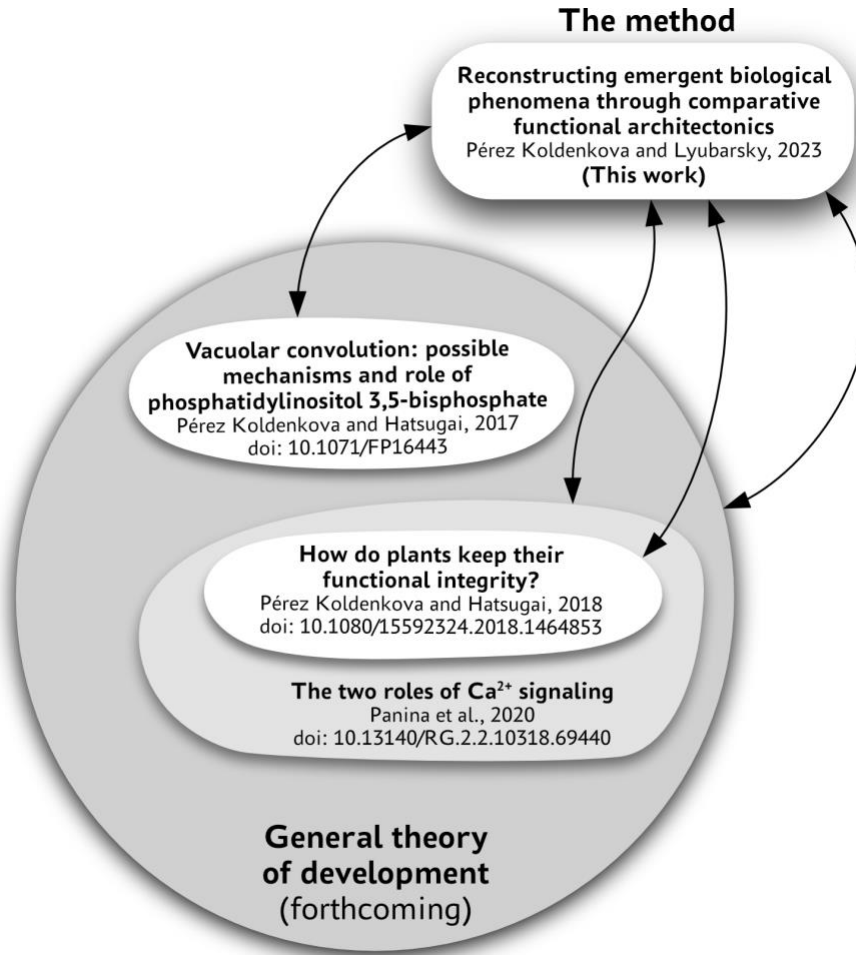 The method
Reconstructing emergent biological
phenomena through comparative
functional architectonics
Pérez Koldenkova and Lyubarsky, 2023
(This work)
Vacuolar convolution: possible
mechanisms and role of
phosphatidylinositol 3,5-bisphosphate
Pérez Koldenkova and Hatsugai, 2017
doi: 10.1071/FP16443
How do plants keep their
functional integrity?
Pérez Koldenkova and Hatsugai, 2018
doi: 10.1080/15592324.2018.1464853
The two roles of Ca²⁺ signaling
Panina et al., 2020
doi: 10.13140/RG.2.2.10318.69440
General theory
of development
(forthcoming)